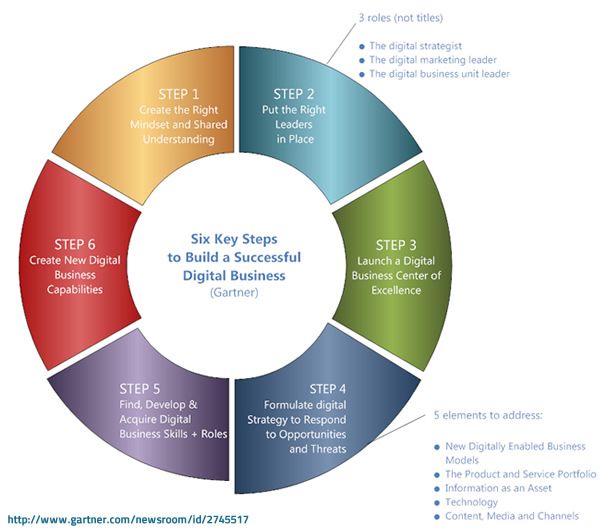 3 roles (not titles)
• The digital strategist
• The digital marketing leader
• The digital business unit leader
STEP 1
Create the Right
Mindset and Shared
Understanding
STEP 2
Put the Right
Leaders
in Place
STEP 3
Launch a Digital
Business Center of
Excellence
STEP 4
Formulate digital
Strategy to Respond
to Opportunities
and Threats
STEP 5
Find, Develop &
Acquire Digital
Business Skills + Roles
STEP 6
Create New Digital
Business
Capabilities
Six Key Steps
to Build a Successful
Digital Business
(Gartner)
5 elements to address:
• New Digitally Enabled Business
Models
• The Product and Service Portfolio
• Information as an Asset
• Technology
• Content, Media and Channels
http://www.gartner.com/newsroom/id/2745517